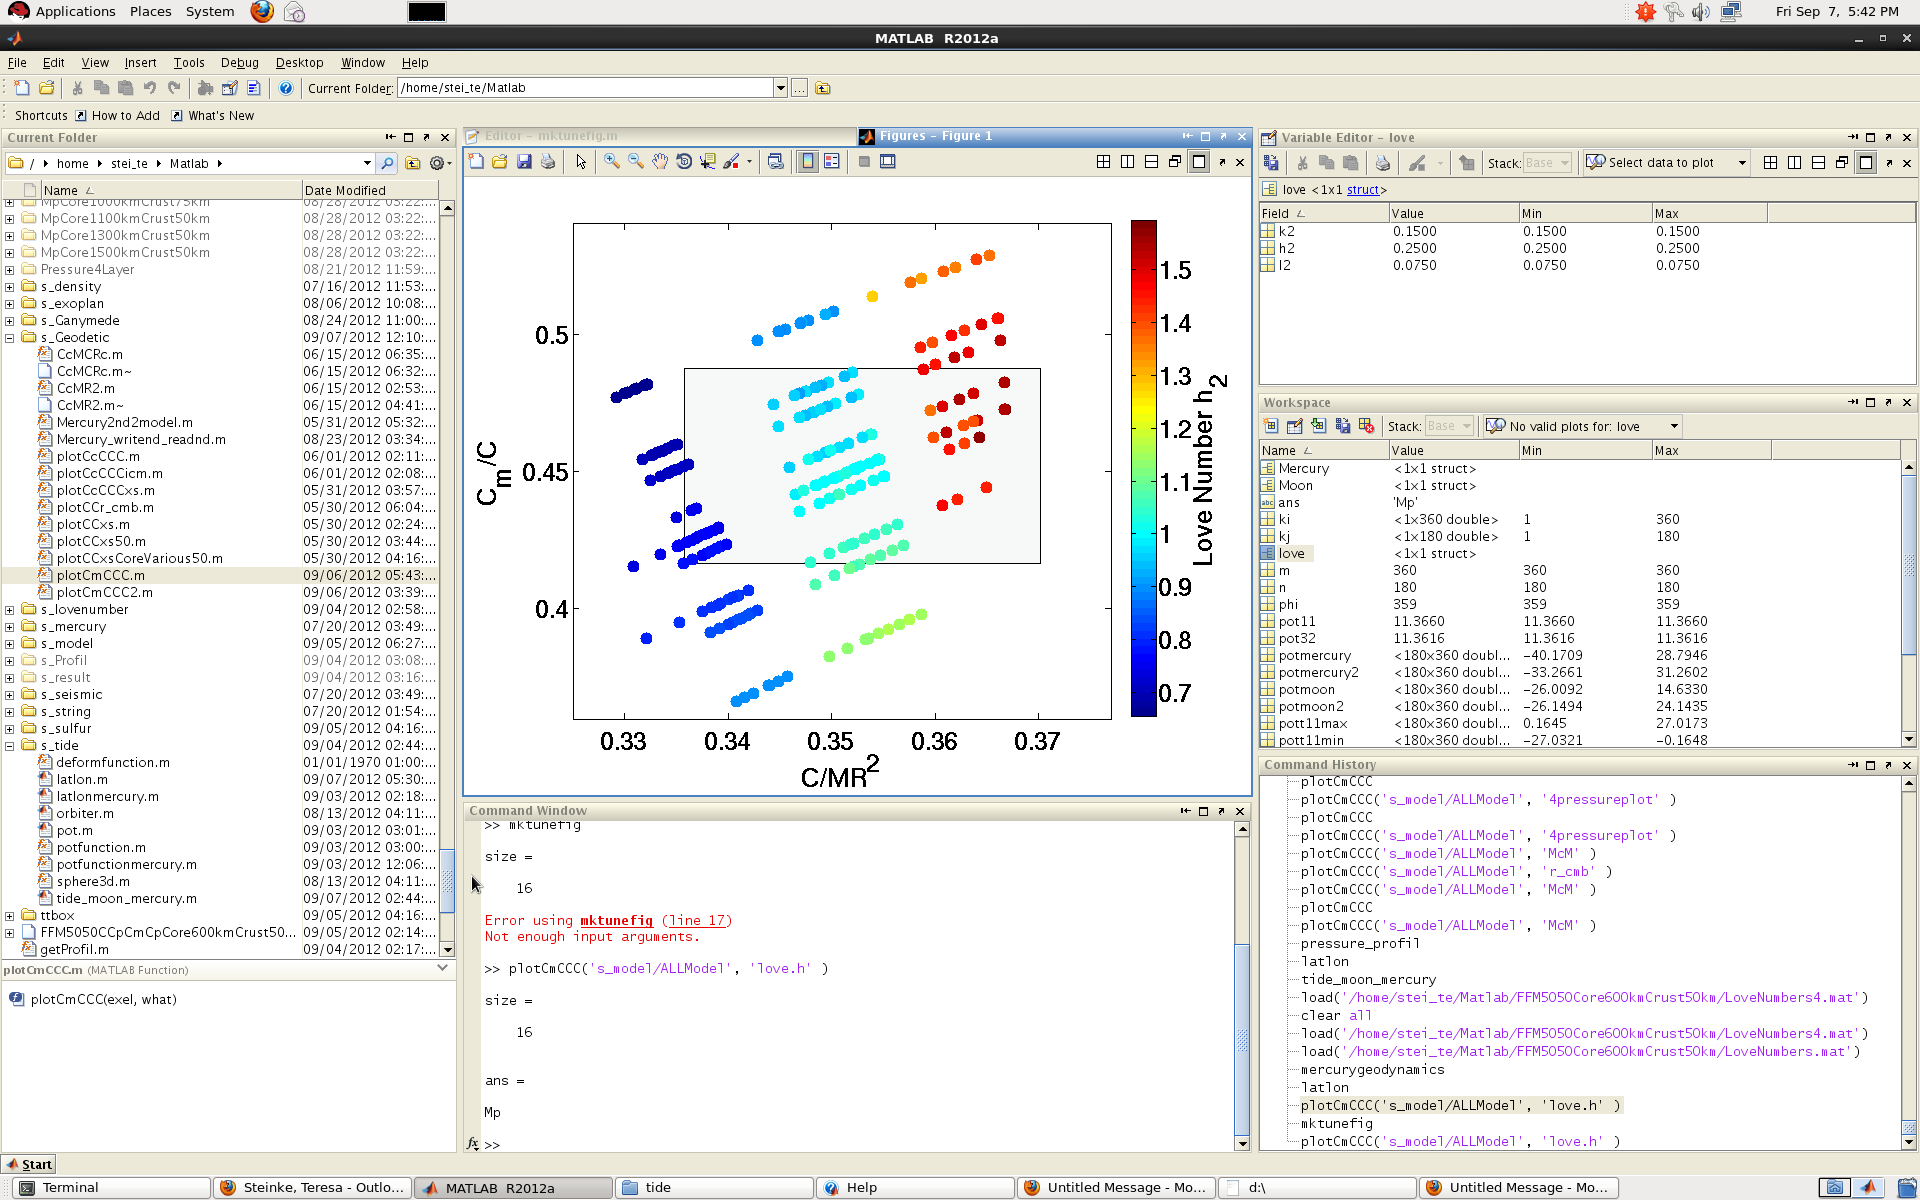 Applications Places System
Fri Sep 7, 5:42 PM
MATLAB R2012a
File Edit View Insert Tools Debug Desktop Window Help
Current Folder: /home/stei_te/Matlab
Shortcuts How to Add What's New
Current Folder
/ home stei_te Matlab
Name Date Modified
MpCore1000kmCrust75km 08/28/2012 03:22:...
MpCore1100kmCrust50km 08/28/2012 03:22:...
MpCore1300kmCrust50km 08/28/2012 03:22:...
MpCore1500kmCrust50km 08/28/2012 03:22:...
Pressure4Layer 08/21/2012 11:59:...
s_density 07/16/2012 11:53:...
s_exoplan 08/06/2012 10:08:...
s_Ganymede 08/24/2012 11:00:...
s_Geodetic 09/07/2012 12:10:...
CcMCRc.m 06/15/2012 06:35:...
CcMCRc.m~ 06/15/2012 06:32:...
CcMR2.m 06/15/2012 02:53:...
CcMR2.m~ 06/15/2012 04:41:...
Mercury2nd2model.m 05/31/2012 05:32:...
Mercury_writend_readnd.m 08/23/2012 03:34:...
plotCcCCC.m 06/01/2012 02:11:...
plotCcCCCicm.m 06/01/2012 02:08:...
plotCcCCCxs.m 05/31/2012 03:57:...
plotCCr_cmb.m 05/30/2012 06:04:...
plotCCxs.m 05/30/2012 02:24:...
plotCCxs50.m 05/30/2012 03:44:...
plotCCxsCoreVarious50.m 05/30/2012 04:16:...
plotCmCCC.m 09/06/2012 05:43:...
plotCmCCC2.m 09/06/2012 03:39:...
s_lovenumber 09/04/2012 02:58:...
s_mercury 07/20/2012 03:49:...
s_model 09/05/2012 06:27:...
s_Profil 09/04/2012 03:08:...
s_result 09/04/2012 03:16:...
s_seismic 07/20/2012 03:49:...
s_string 07/20/2012 01:54:...
s_sulfur 09/05/2012 04:16:...
s_tide 09/04/2012 02:44:...
deformfunction.m 01/01/1970 01:00:...
latlon.m 09/07/2012 05:30:...
latlonmercury.m 09/03/2012 02:18:...
orbiter.m 08/13/2012 04:11:...
pot.m 09/03/2012 03:01:...
potfunction.m 09/03/2012 03:00:...
potfunctionmercury.m 09/03/2012 12:06:...
sphere3d.m 08/13/2012 04:11:...
tide_moon_mercury.m 09/07/2012 02:44:...
ttbox 09/05/2012 04:16:...
FFM5050CCpCmCpCore600kmCrust50... 09/05/2012 02:14:...
getProfil.m 09/04/2012 02:17:...
plotCmCCC.m (MATLAB Function)
plotCmCCC(exel, what)
Editor - mktunefig.m
Figures - Figure 1
0.5
0.45
0.4
Cm/C
0.33 0.34 0.35 0.36 0.37
C/MR2
1.5
1.4
1.3
1.2
1.1
1
0.9
0.8
0.7
Love Number h2
Command Window
>> mktunefig
size =
16
Error using mktunefig (line 17)
Not enough input arguments.
>> plotCmCCC('s_model/ALLModel', 'love.h' )
size =
16
ans =
Mp
fx >>
Variable Editor - love
Stack: Base Select data to plot
love <1x1 struct>
Field Value Min Max
k2 0.1500 0.1500 0.1500
h2 0.2500 0.2500 0.2500
l2 0.0750 0.0750 0.0750
Workspace
Stack: Base No valid plots for: love
Name Value Min Max
Mercury <1x1 struct>
Moon <1x1 struct>
ans 'Mp'
ki <1x360 double> 1 360
kj <1x180 double> 1 180
love <1x1 struct>
m 360 360 360
n 180 180 180
phi 359 359 359
pot11 11.3660 11.3660 11.3660
pot32 11.3616 11.3616 11.3616
potmercury <180x360 doubl... -40.1709 28.7946
potmercury2 <180x360 doubl... -33.2661 31.2602
potmoon <180x360 doubl... -26.0092 14.6330
potmoon2 <180x360 doubl... -26.1494 24.1435
pott11max <180x360 doubl... 0.1645 27.0173
pott11min <180x360 doubl... -27.0321 -0.1648
Command History
plotCmCCC
plotCmCCC('s_model/ALLModel', '4pressureplot' )
plotCmCCC
plotCmCCC('s_model/ALLModel', '4pressureplot' )
plotCmCCC('s_model/ALLModel', 'McM' )
plotCmCCC('s_model/ALLModel', 'r_cmb' )
plotCmCCC('s_model/ALLModel', 'McM' )
plotCmCCC
plotCmCCC('s_model/ALLModel', 'McM' )
pressure_profil
latlon
tide_moon_mercury
load('/home/stei_te/Matlab/FFM5050Core600kmCrust50km/LoveNumbers4.mat')
clear all
load('/home/stei_te/Matlab/FFM5050Core600kmCrust50km/LoveNumbers4.mat')
load('/home/stei_te/Matlab/FFM5050Core600kmCrust50km/LoveNumbers.mat')
mercurygeodynamics
latlon
plotCmCCC('s_model/ALLModel', 'love.h' )
mktunefig
plotCmCCC('s_model/ALLModel', 'love.h' )
Start
Terminal
Steinke, Teresa - Outlo...
MATLAB R2012a
tide
Help
Untitled Message - Mo...
d:\
Untitled Message - Mo...